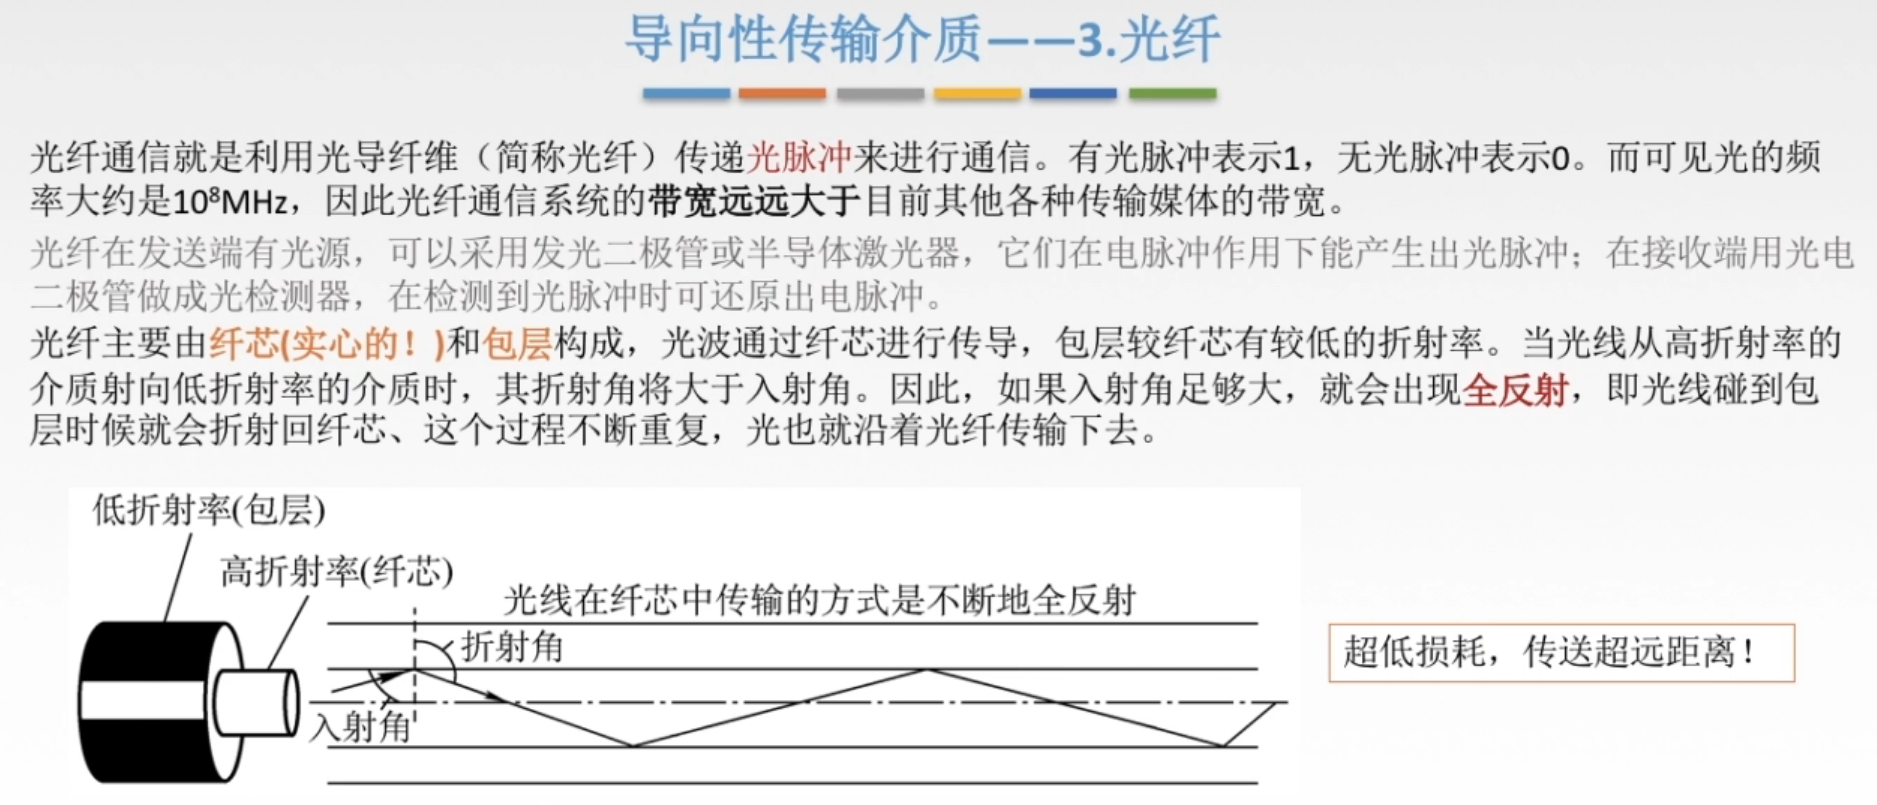 导向性传输介质——3.光纤
光纤通信就是利用光导纤维（简称光纤）传递光脉冲来进行通信。有光脉冲表示1，无光脉冲表示0。而可见光的频
率大约是10⁸MHz，因此光纤通信系统的带宽远远大于目前其他各种传输媒体的带宽。
光纤在发送端有光源，可以采用发光二极管或半导体激光器，它们在电脉冲作用下能产生出光脉冲；在接收端用光电
二极管做成光检测器，在检测到光脉冲时可还原出电脉冲。
光纤主要由纤芯(实心的！)和包层构成，光波通过纤芯进行传导，包层较纤芯有较低的折射率。当光线从高折射率的
介质射向低折射率的介质时，其折射角将大于入射角。因此，如果入射角足够大，就会出现全反射，即光线碰到包
层时候就会折射回纤芯、这个过程不断重复，光也就沿着光纤传输下去。
低折射率(包层)
高折射率(纤芯)
光线在纤芯中传输的方式是不断地全反射
折射角
入射角
超低损耗，传送超远距离！